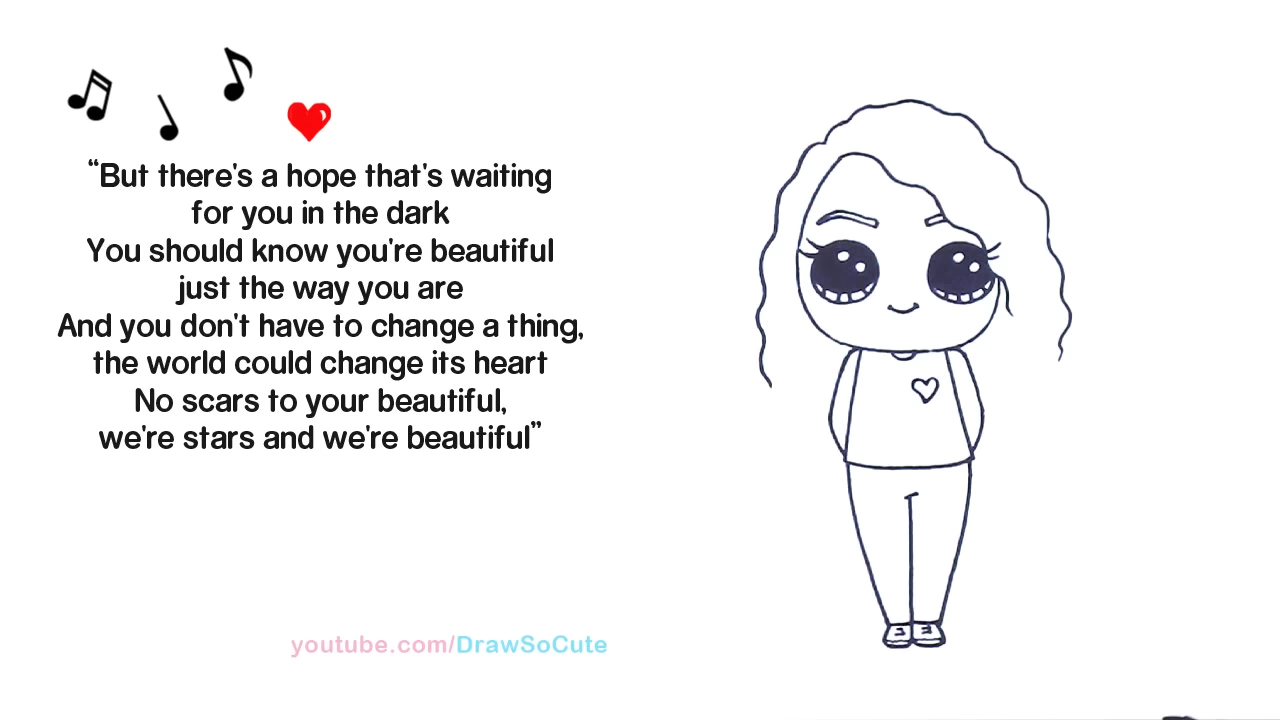 “But there's a hope that's waiting
for you in the dark
You should know you're beautiful
just the way you are
And you don't have to change a thing,
the world could change its heart
No scars to your beautiful,
we're stars and we're beautiful”
youtube.com/DrawSoCute